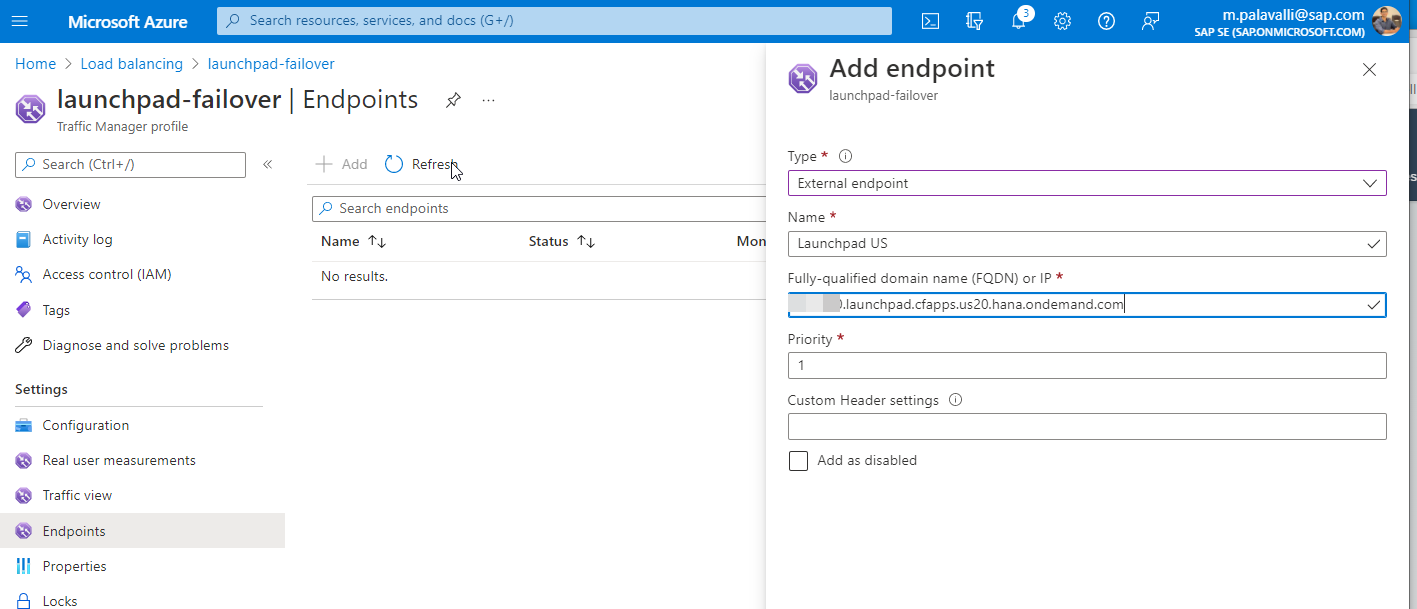 Microsoft Azure
Search resources, services, and docs (G+/)
3
m.palavalli@sap.com
SAP SE (SAP.ONMICROSOFT.COM)
Home > Load balancing > launchpad-failover
launchpad-failover | Endpoints
...
Traffic Manager profile
Search (Ctrl+/)
«
Overview
Activity log
Access control (IAM)
Tags
Diagnose and solve problems
Settings
Configuration
Real user measurements
Traffic view
Endpoints
Properties
Locks
Add
Refresh
Search endpoints
Name ↑↓ Status ↑↓ Mon
No results.
Add endpoint
launchpad-failover
Type *
External endpoint
Name *
Launchpad US
Fully-qualified domain name (FQDN) or IP *
.launchpad.cfapps.us20.hana.ondemand.com
Priority *
1
Custom Header settings
Add as disabled